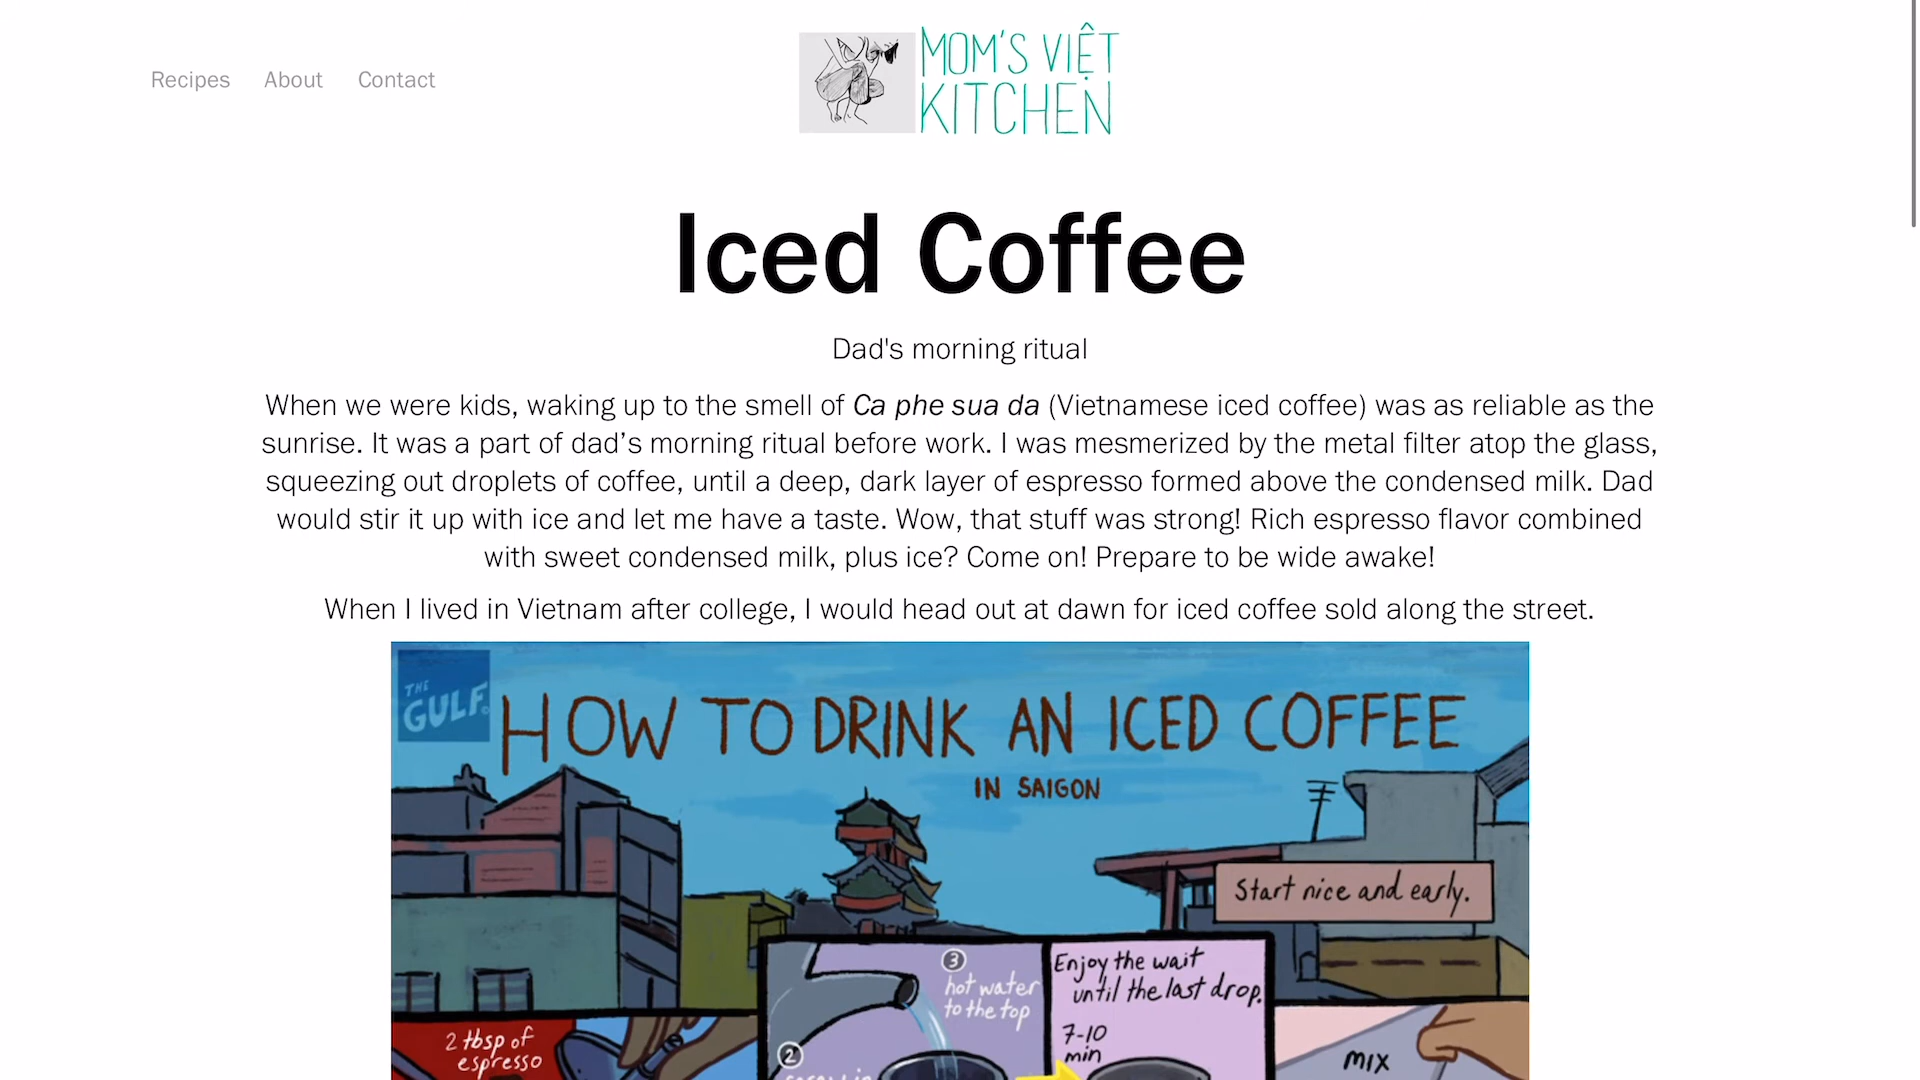 Recipes About Contact
MOM'S VIỆT
KITCHEN
Iced Coffee
Dad's morning ritual
When we were kids, waking up to the smell of Ca phe sua da (Vietnamese iced coffee) was as reliable as the
sunrise. It was a part of dad’s morning ritual before work. I was mesmerized by the metal filter atop the glass,
squeezing out droplets of coffee, until a deep, dark layer of espresso formed above the condensed milk. Dad
would stir it up with ice and let me have a taste. Wow, that stuff was strong! Rich espresso flavor combined
with sweet condensed milk, plus ice? Come on! Prepare to be wide awake!
When I lived in Vietnam after college, I would head out at dawn for iced coffee sold along the street.
THE
GULF
HOW TO DRINK AN ICED COFFEE
IN SAIGON
Start nice and early.
3
hot water
to the top
Enjoy the wait
until the last drop.
7-10
min
2 tbsp of
espresso
2
MIX